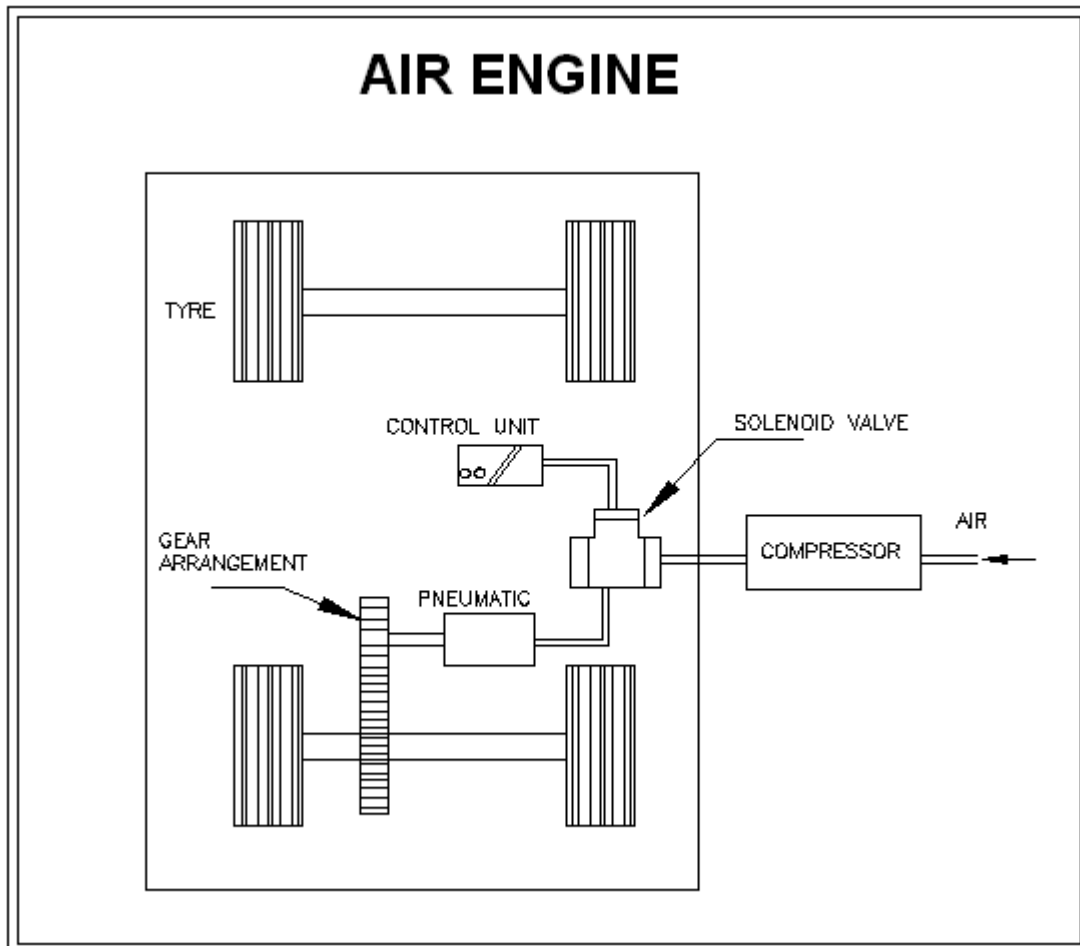 AIR ENGINE
TYRE
CONTROL UNIT
SOLENOID VALVE
AIR
COMPRESSOR
GEAR
ARRANGEMENT
PNEUMATIC